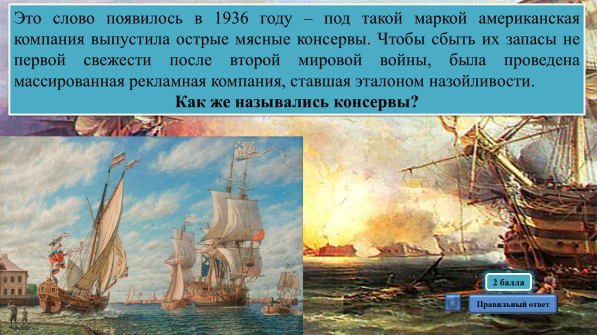 Это слово появилось в 1936 году – под такой маркой американская
компания выпустила острые мясные консервы. Чтобы сбыть их запасы не
первой свежести после второй мировой войны, была проведена
массированная рекламная компания, ставшая эталоном назойливости.
Как же назывались консервы?
2 балла
Правильный ответ